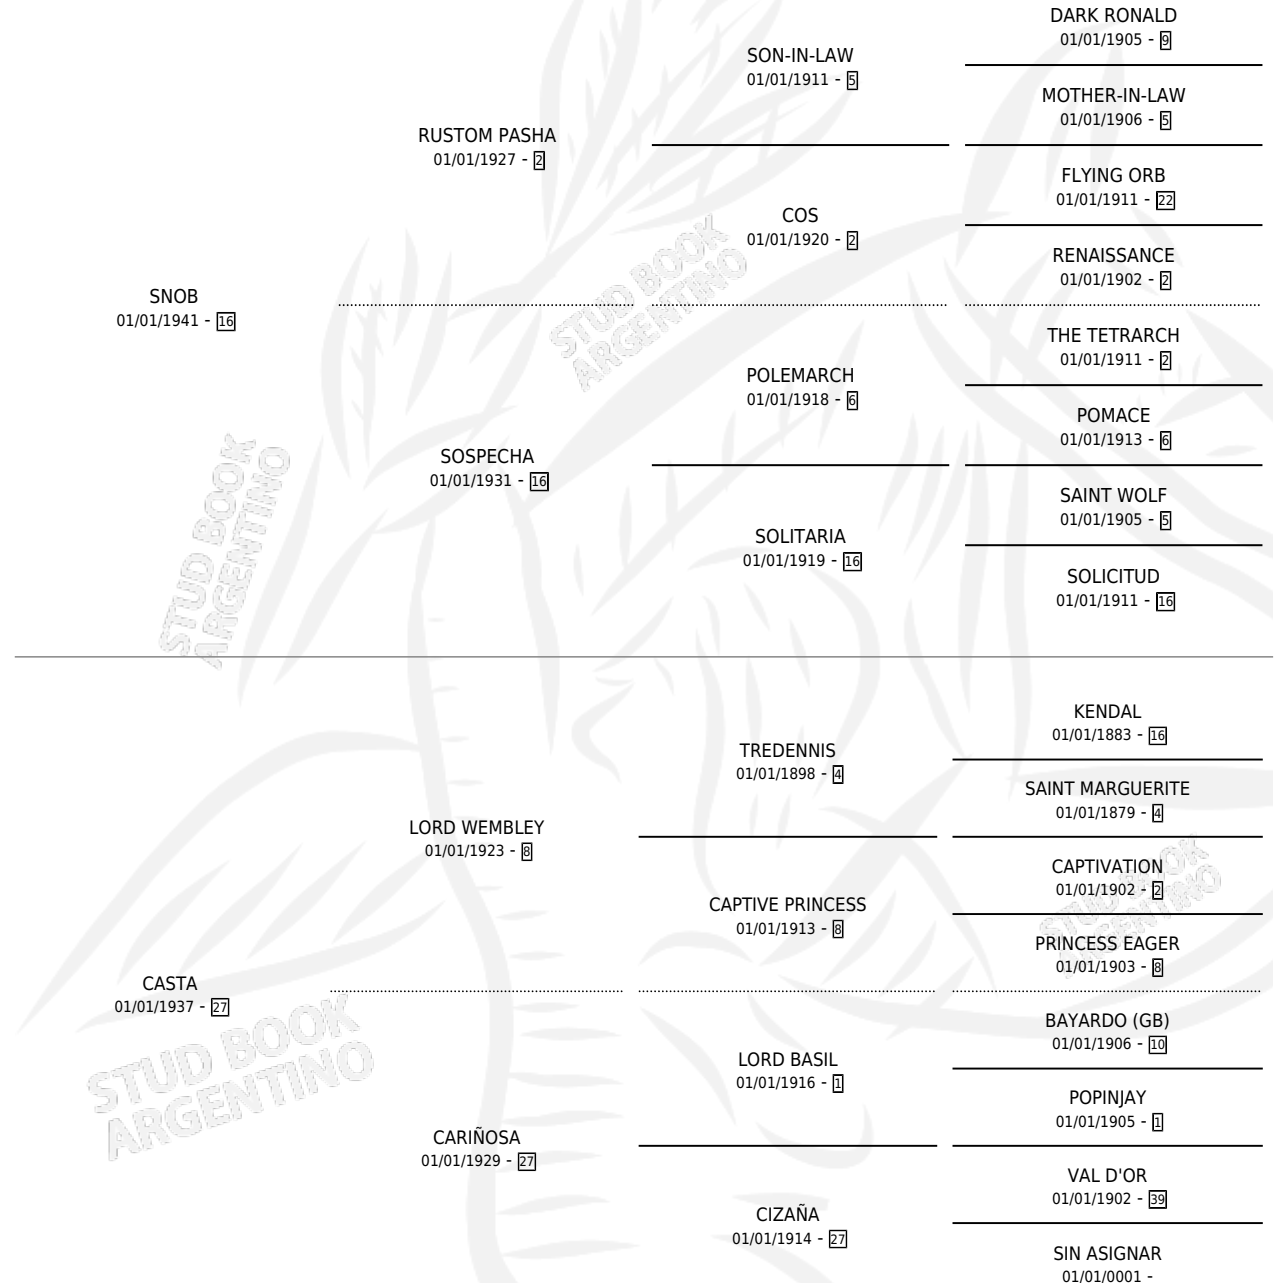 DARK RONALD
01/01/1905 - 9
SON-IN-LAW
01/01/1911 - 5
MOTHER-IN-LAW
01/01/1906 - 5
RUSTOM PASHA
01/01/1927 - 2
FLYING ORB
01/01/1911 - 22
COS
01/01/1920 - 2
RENAISSANCE
01/01/1902 - 2
SNOB
01/01/1941 - 16
THE TETRARCH
01/01/1911 - 2
POLEMARCH
01/01/1918 - 6
POMACE
01/01/1913 - 6
SOSPECHA
01/01/1931 - 16
SAINT WOLF
01/01/1905 - 5
SOLITARIA
01/01/1919 - 16
SOLICITUD
01/01/1911 - 16
KENDAL
01/01/1883 - 16
TREDENNIS
01/01/1898 - 4
SAINT MARGUERITE
01/01/1879 - 4
LORD WEMBLEY
01/01/1923 - 8
CAPTIVATION
01/01/1902 - 2
CAPTIVE PRINCESS
01/01/1913 - 8
PRINCESS EAGER
01/01/1903 - 8
CASTA
01/01/1937 - 27
BAYARDO (GB)
01/01/1906 - 10
LORD BASIL
01/01/1916 - 1
POPINJAY
01/01/1905 - 1
CARIÑOSA
01/01/1929 - 27
VAL D'OR
01/01/1902 - 39
CIZAÑA
01/01/1914 - 27
SIN ASIGNAR
01/01/0001 -
STUD BOOK
ARGENTINO
STUD BOOK
ARGENTINO
STUD BOOK
ARGENTINO
STUD BOOK
ARGENTINO